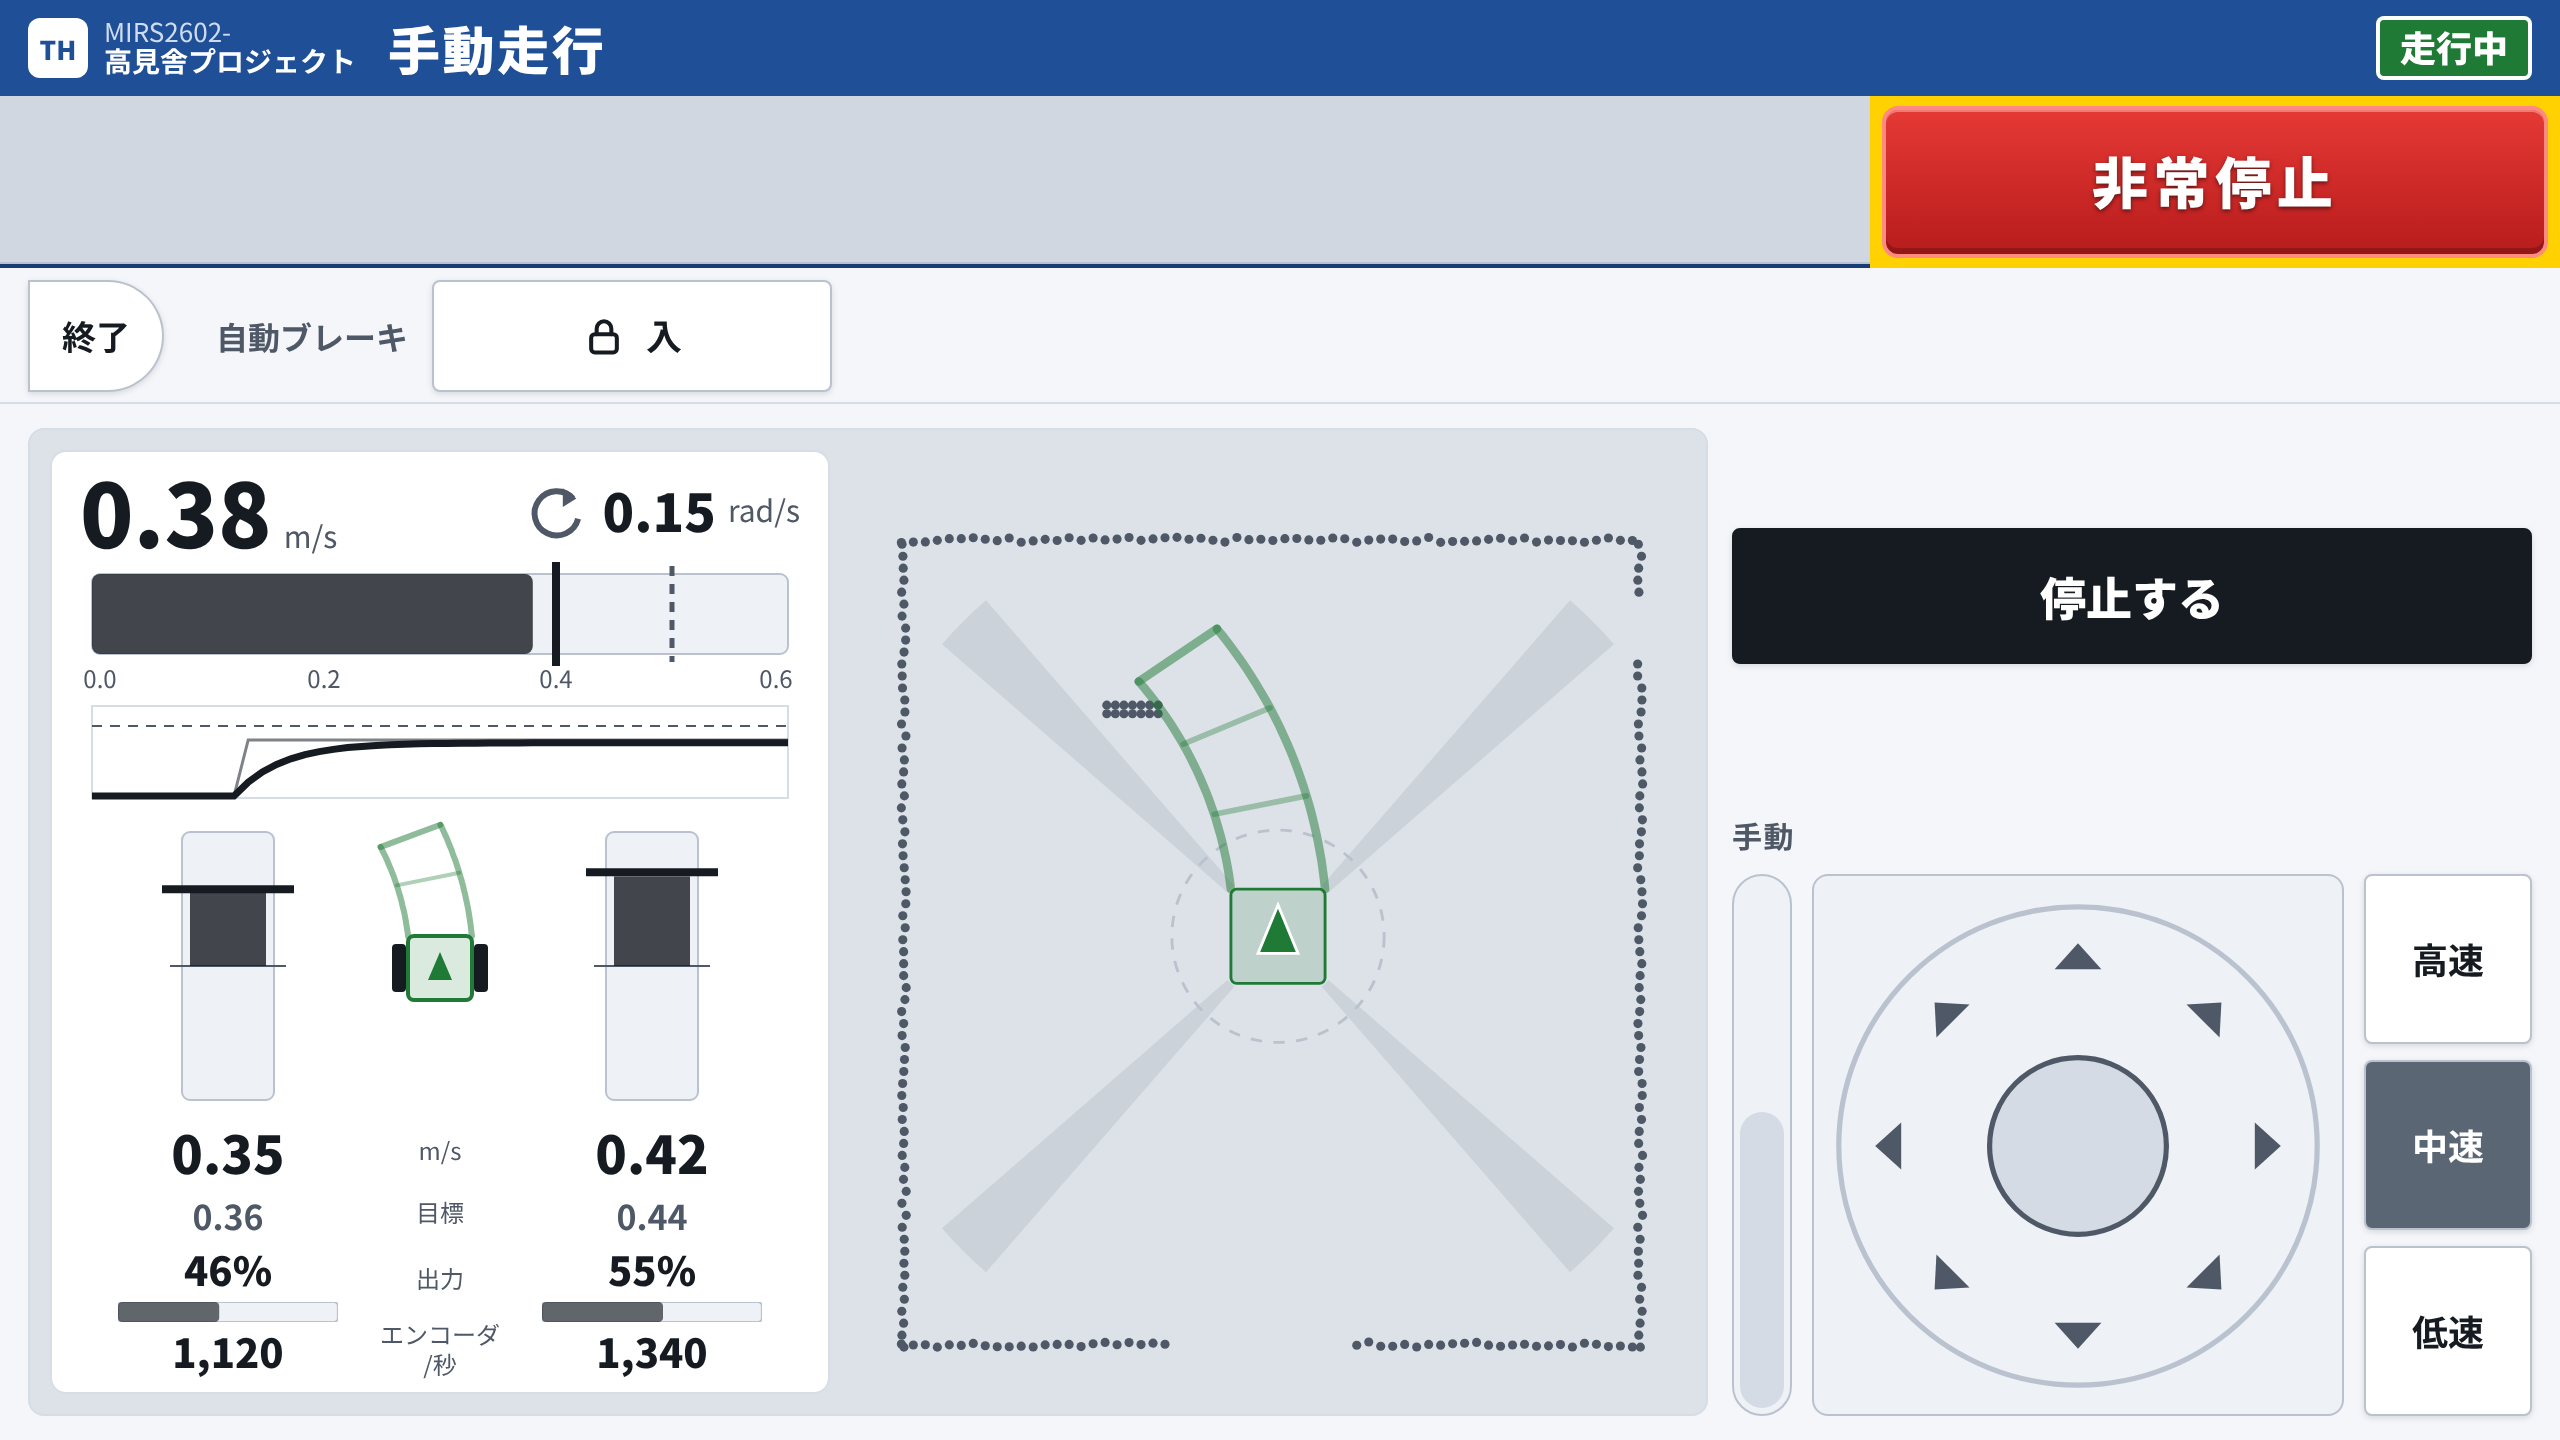 TH
MIRS2602-
高見舎プロジェクト
手動走行
走行中
非常停止
終了
自動ブレーキ
入
0.38 m/s
0.15 rad/s
0.0 0.2 0.4 0.6
0.35 m/s 0.42
0.36 目標 0.44
46% 出力 55%
1,120 エンコーダ 1,340
/秒
停止する
手動
高速
中速
低速